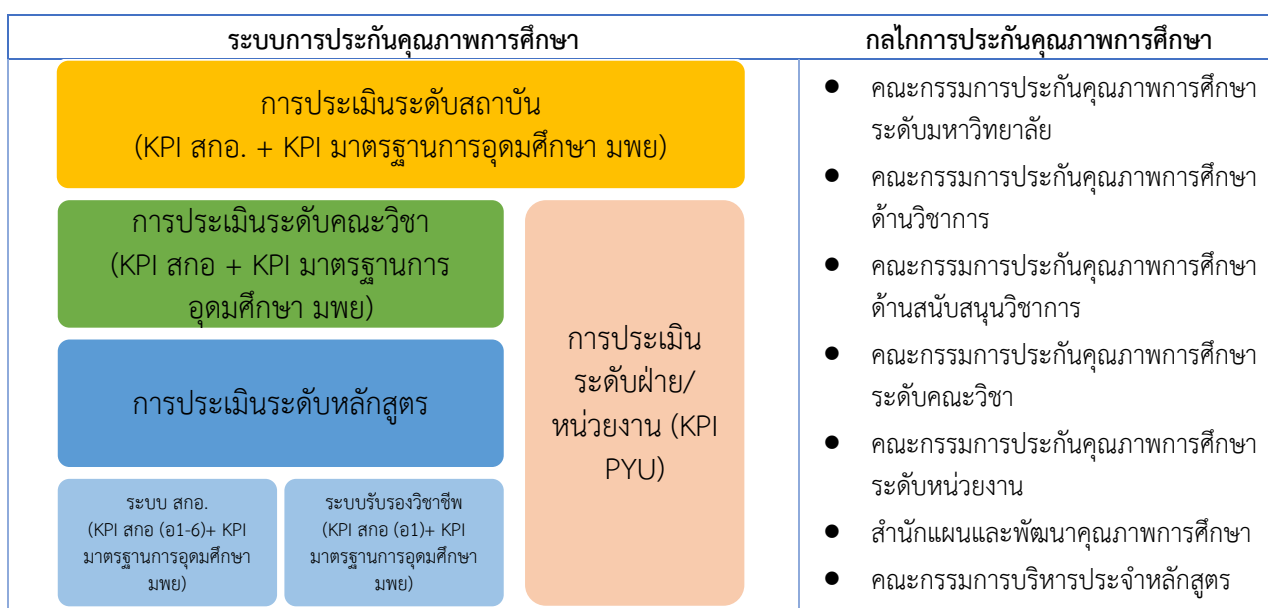 ระบบการประกันคุณภาพการศึกษา
กลไกการประกันคุณภาพการศึกษา
การประเมินระดับสถาบัน
(KPI สกอ. + KPI มาตรฐานการอุดมศึกษา มพย)
การประเมินระดับคณะวิชา
(KPI สกอ + KPI มาตรฐานการ
อุดมศึกษา มพย)
การประเมินระดับหลักสูตร
ระบบ สกอ.
(KPI สกอ (อ1-6)+ KPI
มาตรฐานการอุดมศึกษา
มพย)
ระบบรับรองวิชาชีพ
(KPI สกอ (อ1)+ KPI
มาตรฐานการอุดมศึกษา
มพย)
การประเมิน
ระดับฝ่าย/
หน่วยงาน (KPI
PYU)
● คณะกรรมการประกันคุณภาพการศึกษา
ระดับมหาวิทยาลัย
● คณะกรรมการประกันคุณภาพการศึกษา
ด้านวิชาการ
● คณะกรรมการประกันคุณภาพการศึกษา
ด้านสนับสนุนวิชาการ
● คณะกรรมการประกันคุณภาพการศึกษา
ระดับคณะวิชา
● คณะกรรมการประกันคุณภาพการศึกษา
ระดับหน่วยงาน
● สำนักแผนและพัฒนาคุณภาพการศึกษา
● คณะกรรมการบริหารประจำหลักสูตร